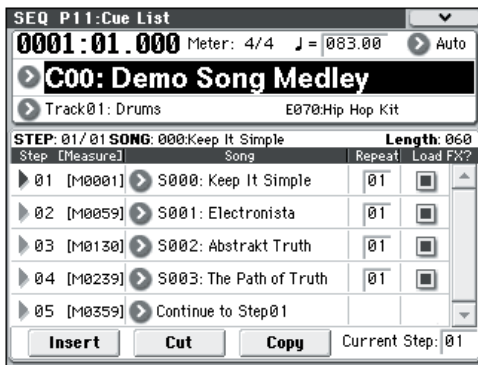 SEQ P11:Cue List
0001:01.000 Meter: 4/4 ♩= 083.00 Auto
C00: Demo Song Medley
Track01: Drums E070:Hip Hop Kit
STEP: 01/01 SONG: 000:Keep It Simple Length: 060
Step [Measure] Song Repeat Load FX?
01 [M0001] S000: Keep It Simple 01
02 [M0059] S001: Electronista 01
03 [M0130] S002: Abstrakt Truth 01
04 [M0239] S003: The Path of Truth 01
05 [M0359] Continue to Step01
Insert Cut Copy Current Step: 01